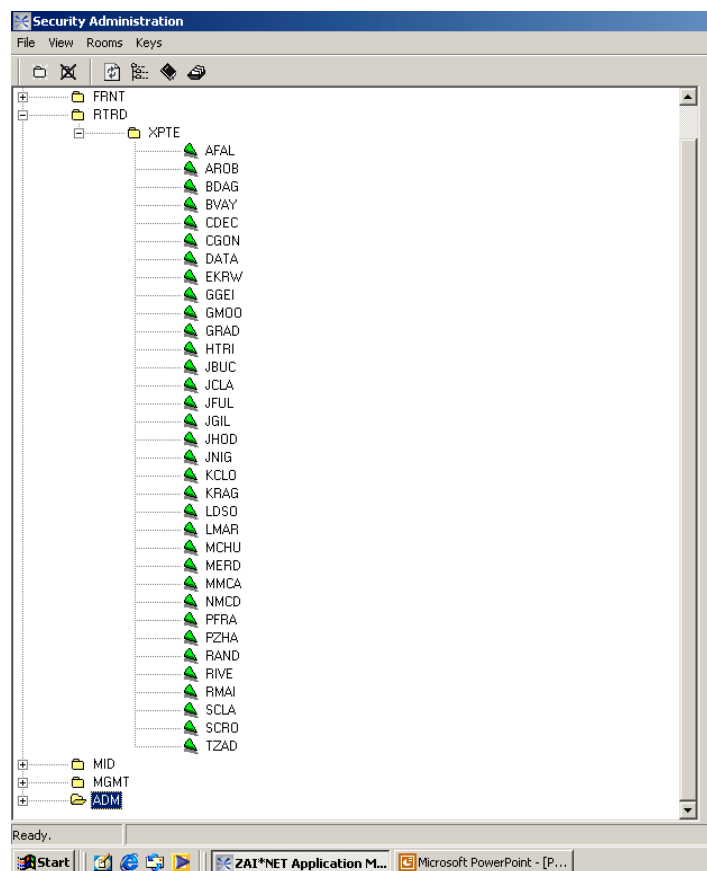 Security Administration
File View Rooms Keys
FRNT
RTRD
XPTE
AFAL
AROB
BDAG
BVAY
CDEC
CGON
DATA
EKRW
GGEI
GMOO
GRAD
HTRI
JBUC
JCLA
JFUL
JGIL
JHOD
JNIG
KCLO
KRAG
LDSO
LMAR
MCHU
MERD
MMCA
NMCD
PFRA
PZHA
RAND
RIVE
RMAI
SCLA
SCRO
TZAD
MID
MGMT
ADM
Ready.
Start ZAI*NET Application M... Microsoft PowerPoint - [P...